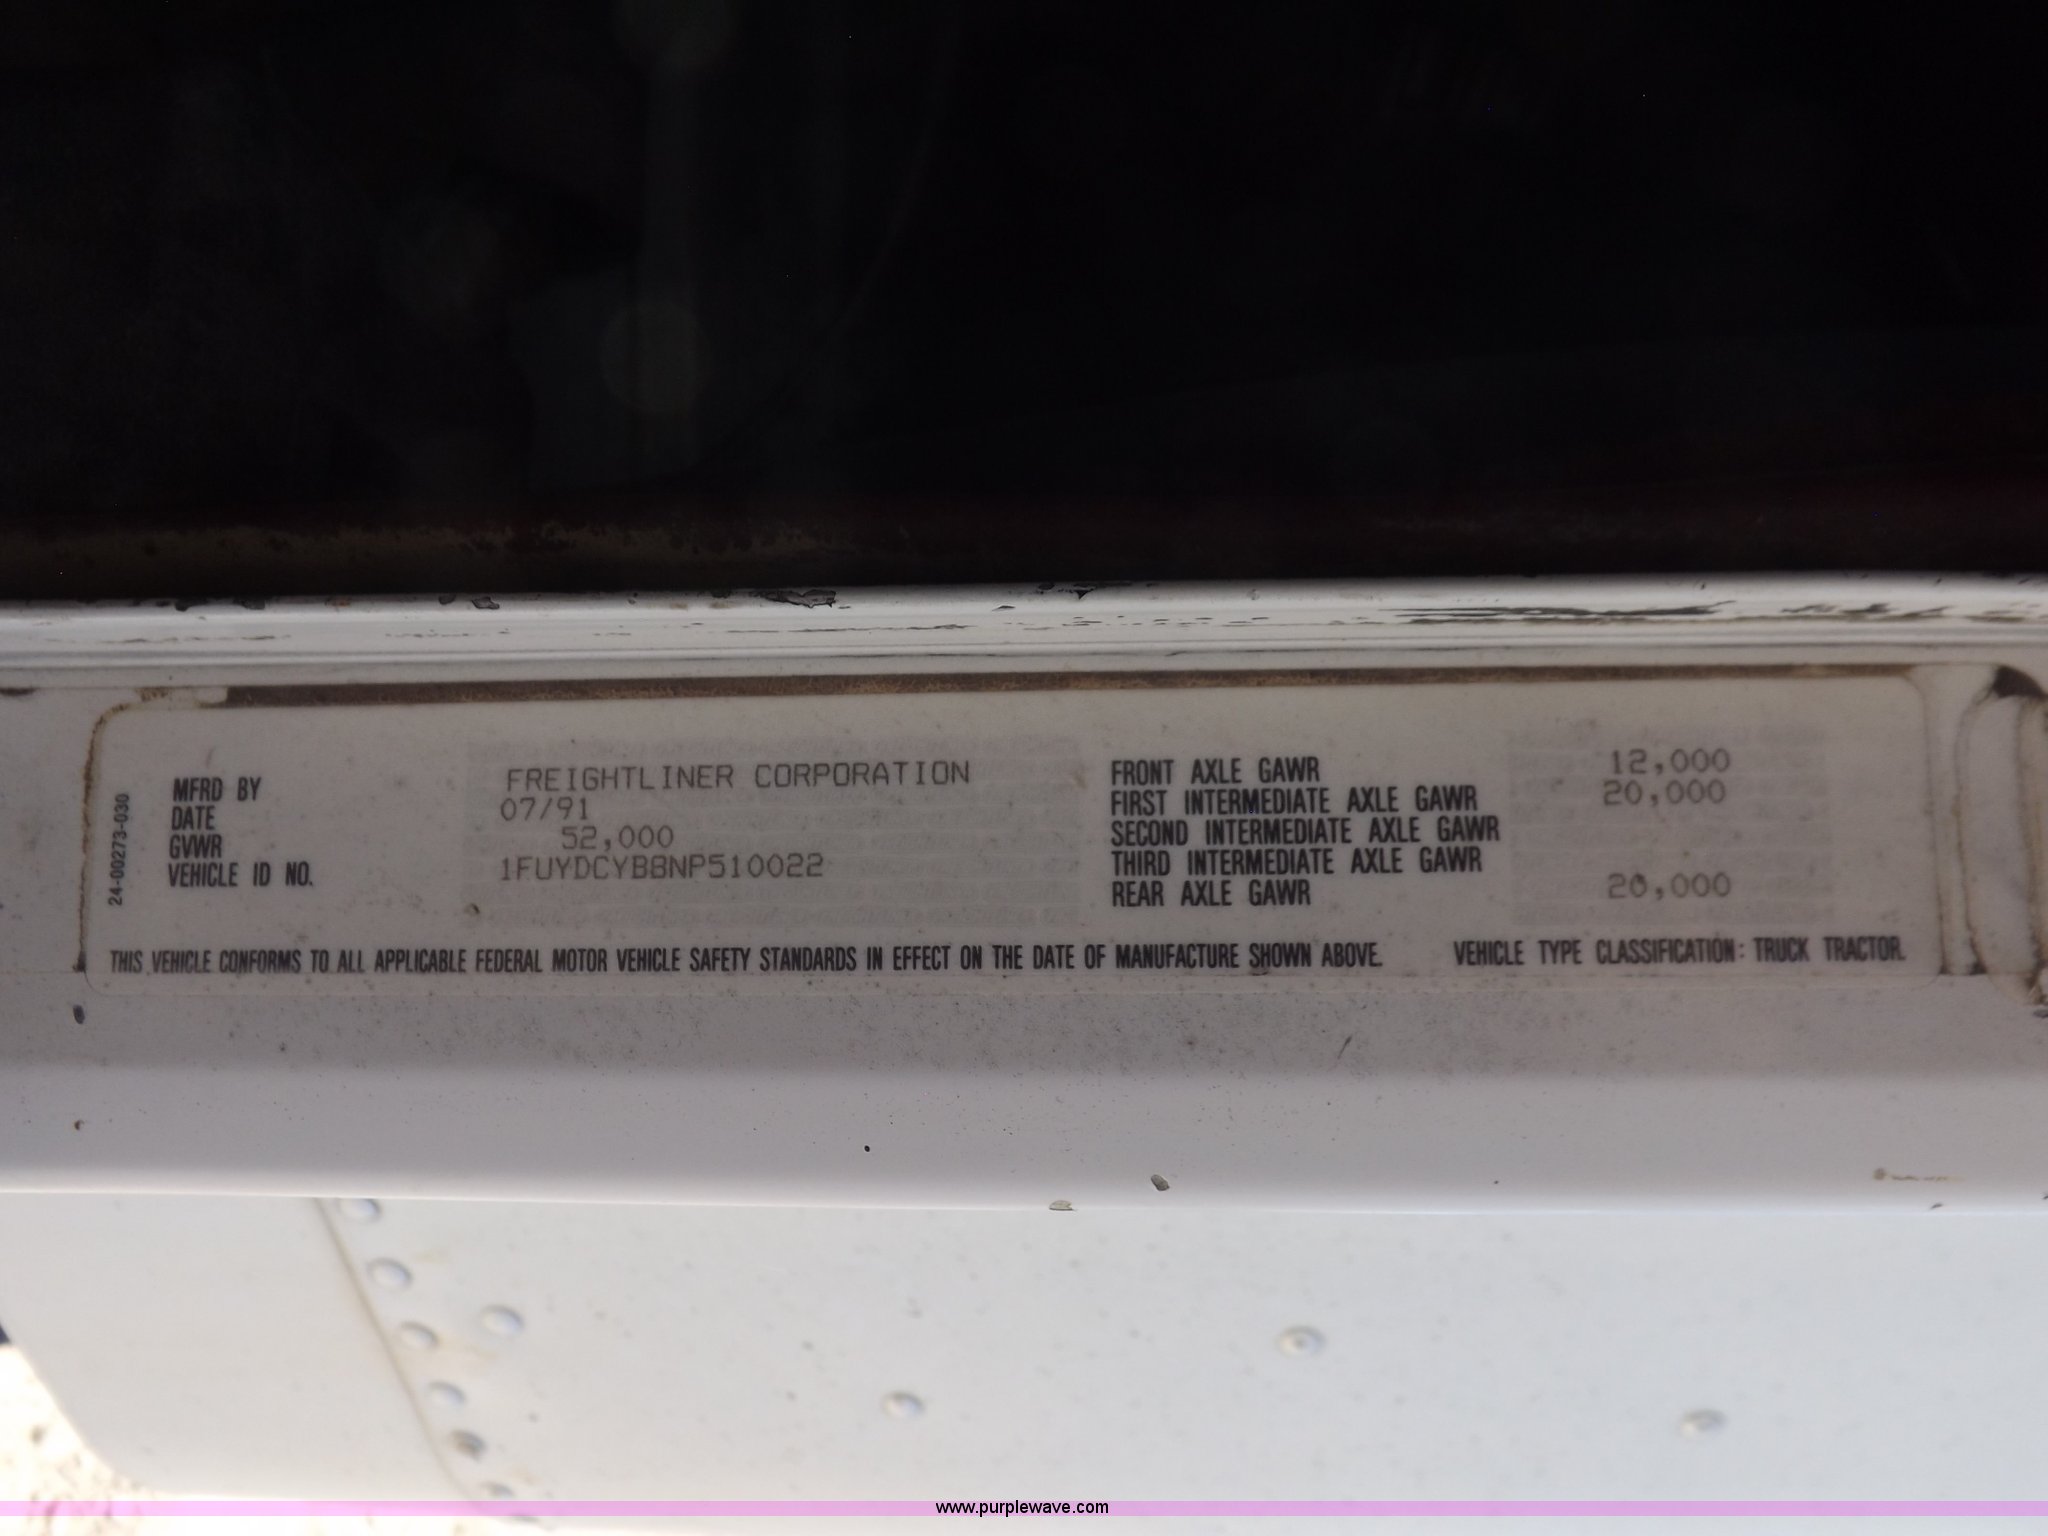 MFRD BY FREIGHTLINER CORPORATION
DATE 07/91
GVWR 52,000
VEHICLE ID NO. 1FUYDCYB8NP510022
24-00273-030
FRONT AXLE GAWR 12,000
FIRST INTERMEDIATE AXLE GAWR 20,000
SECOND INTERMEDIATE AXLE GAWR
THIRD INTERMEDIATE AXLE GAWR
REAR AXLE GAWR 20,000
THIS VEHICLE CONFORMS TO ALL APPLICABLE FEDERAL MOTOR VEHICLE SAFETY STANDARDS IN EFFECT ON THE DATE OF MANUFACTURE SHOWN ABOVE. VEHICLE TYPE CLASSIFICATION: TRUCK TRACTOR.
www.purplewave.com